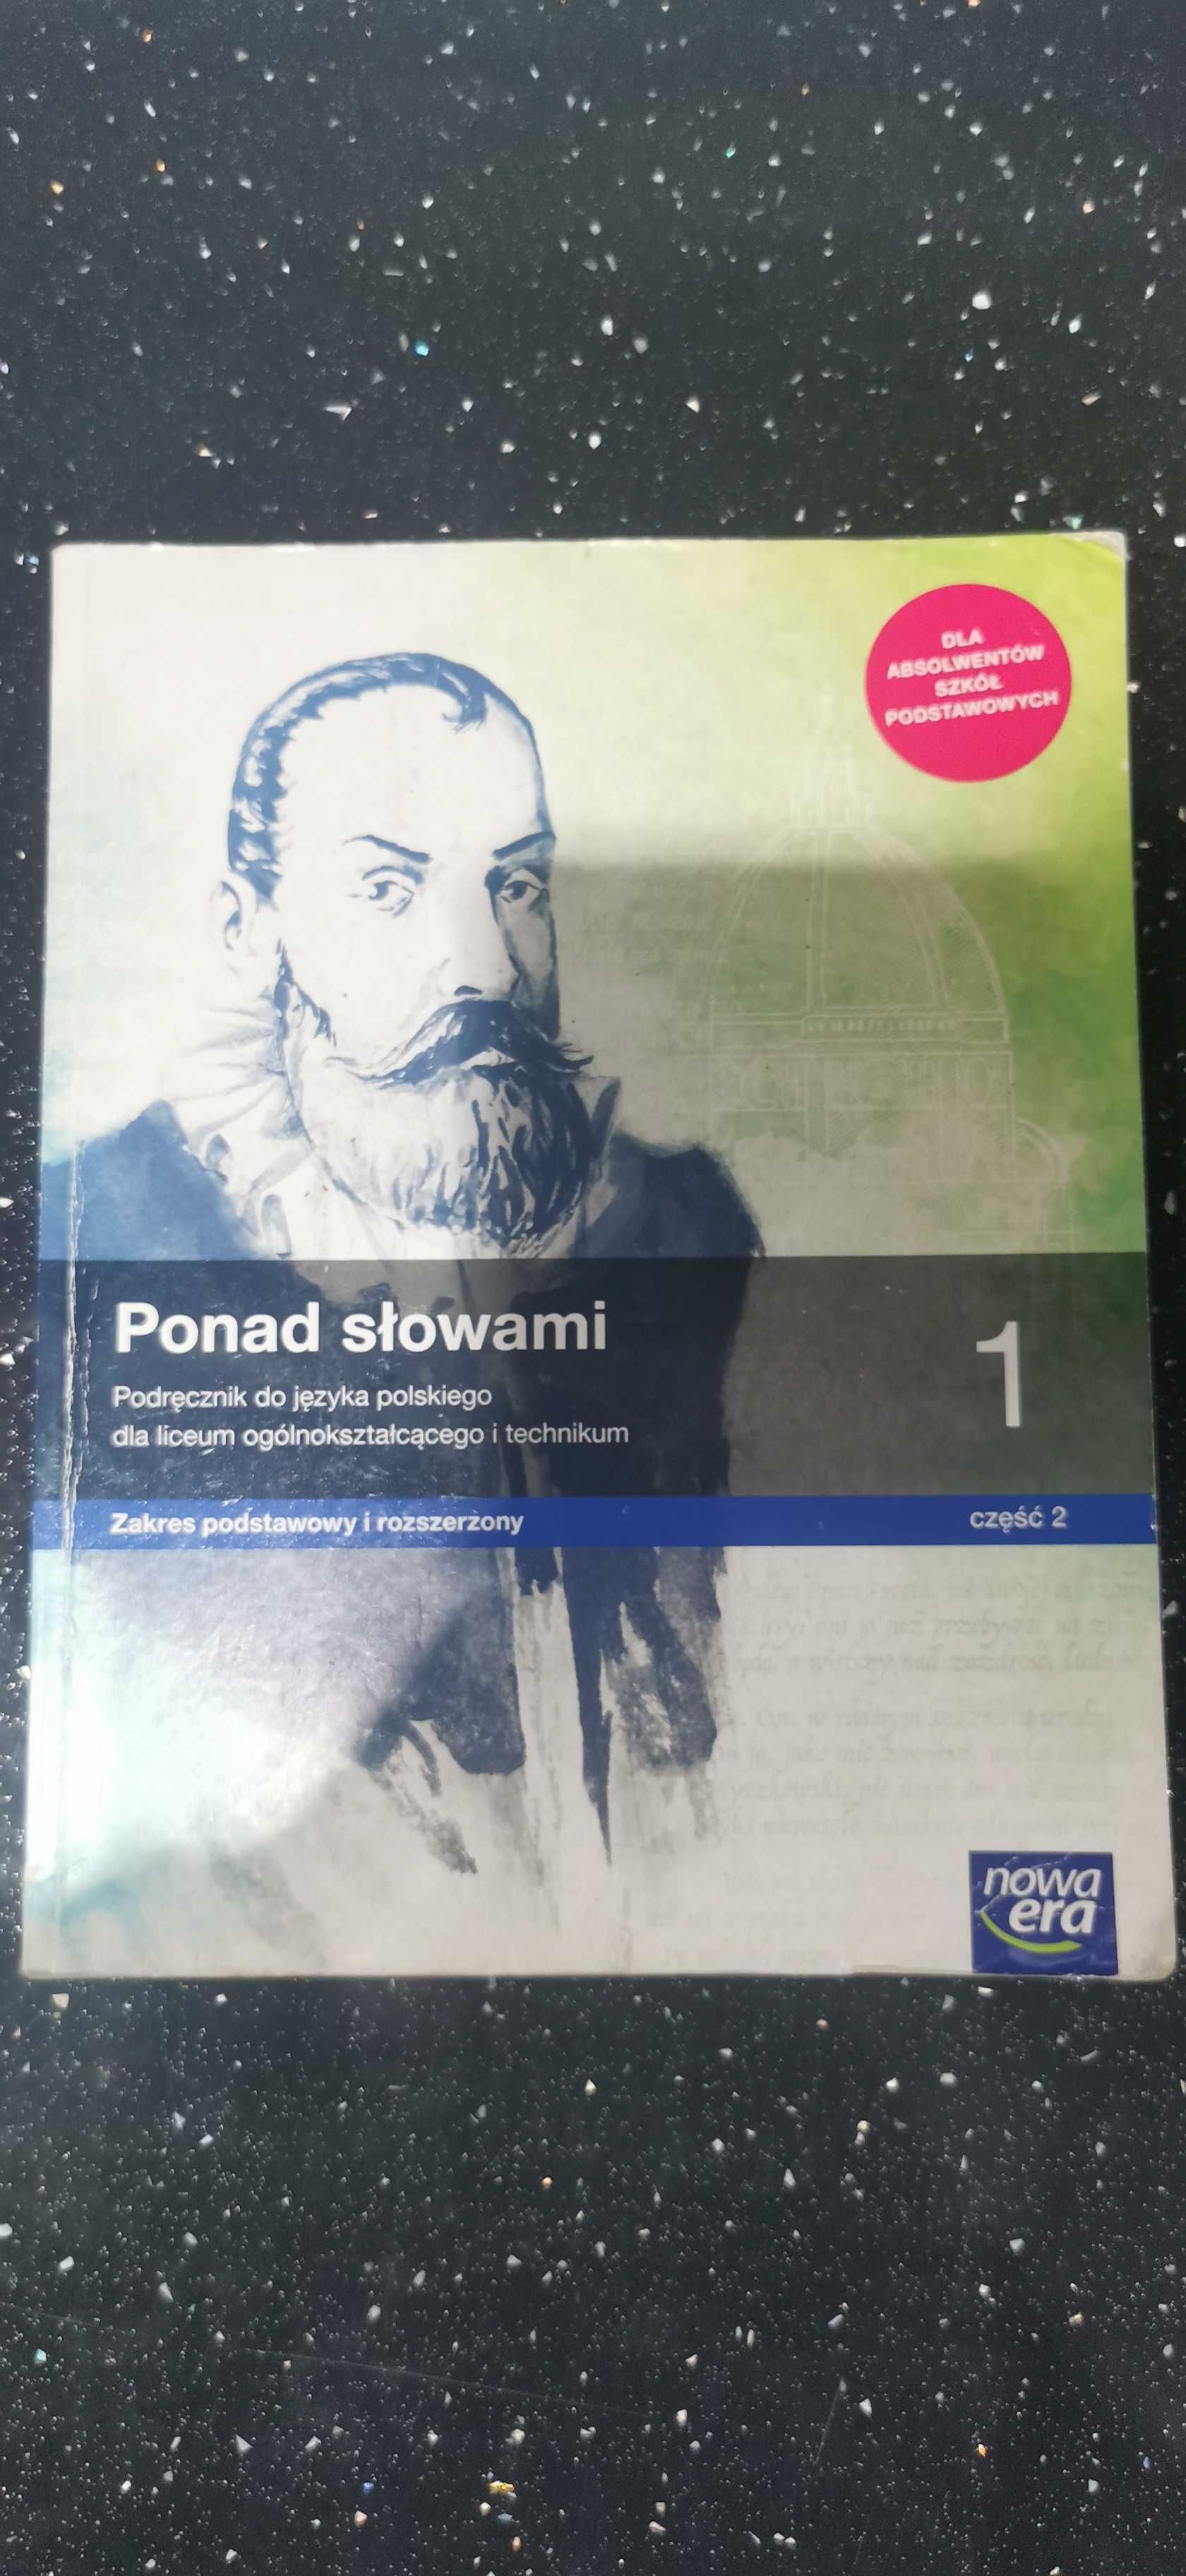 DLA
ABSOLWENTÓW
SZKÓŁ
PODSTAWOWYCH
Ponad słowami
1
Podręcznik do języka polskiego
dla liceum ogólnokształcącego i technikum
Zakres podstawowy i rozszerzony
część 2
nowa
era